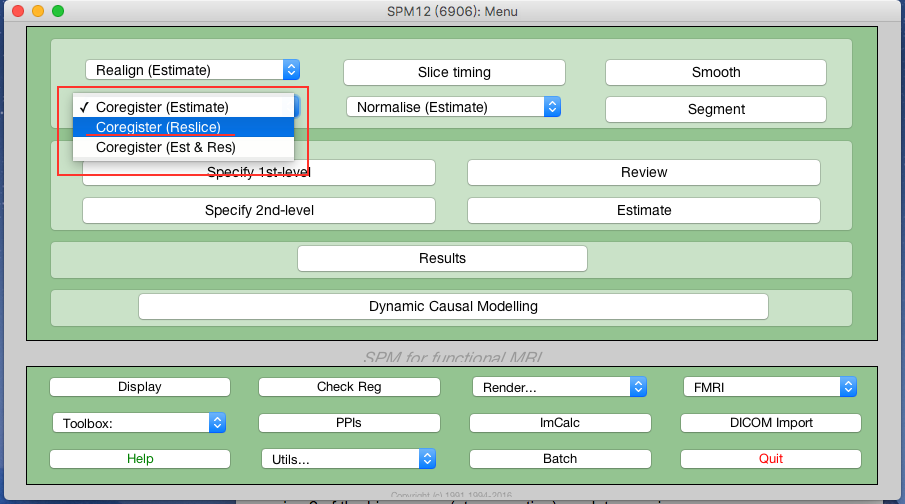 SPM12 (6906): Menu
Realign (Estimate)
Slice timing
Smooth
✓ Coregister (Estimate)
Coregister (Reslice)
Coregister (Est & Res)
Normalise (Estimate)
Segment
Specify 1st-level
Review
Specify 2nd-level
Estimate
Results
Dynamic Causal Modelling
SPM for functional MRI
Display
Check Reg
Render...
FMRI
Toolbox:
PPIs
ImCalc
DICOM Import
Help
Utils...
Batch
Quit
Copyright (c) 1991,1994-2016